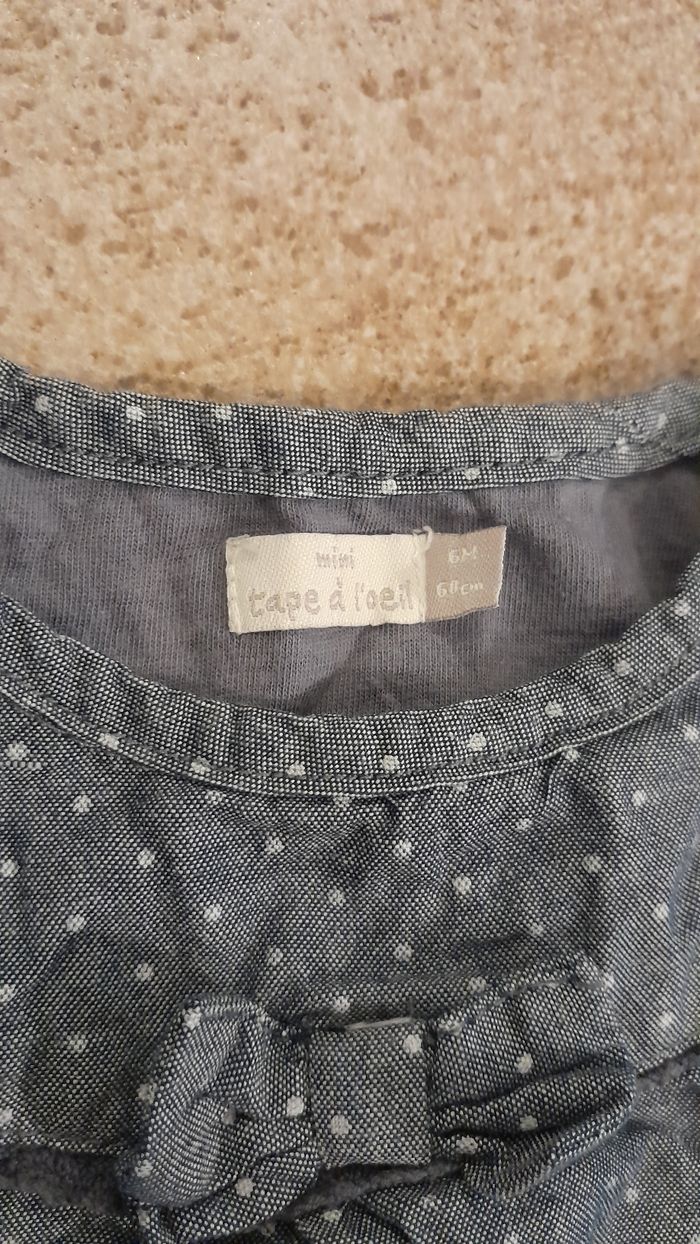 mini
tape à l'oeil
6M
68cm